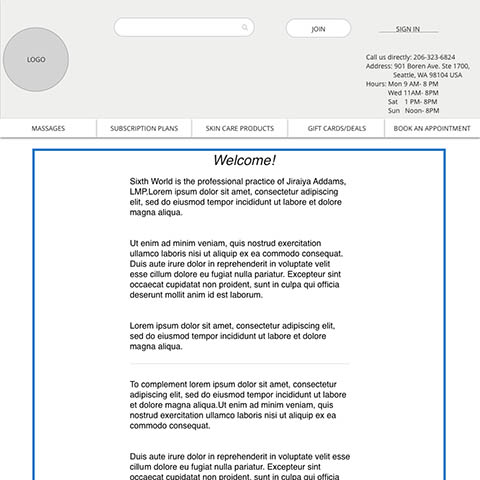 JOIN
SIGN IN
LOGO
Call us directly: 206-323-6824
Address: 901 Boren Ave. Ste 1700,
Seattle, WA 98104 USA
Hours: Mon 9 AM- 8 PM
Wed 11AM- 8PM
Sat 1 PM- 8PM
Sun Noon- 8PM
MASSAGES
SUBSCRIPTION PLANS
SKIN CARE PRODUCTS
GIFT CARDS/DEALS
BOOK AN APPOINTMENT
Welcome!
Sixth World is the professional practice of Jiraiya Addams,
LMP.Lorem ipsum dolor sit amet, consectetur adipiscing
elit, sed do eiusmod tempor incididunt ut labore et dolore
magna aliqua.
Ut enim ad minim veniam, quis nostrud exercitation
ullamco laboris nisi ut aliquip ex ea commodo consequat.
Duis aute irure dolor in reprehenderit in voluptate velit
esse cillum dolore eu fugiat nulla pariatur. Excepteur sint
occaecat cupidatat non proident, sunt in culpa qui officia
deserunt mollit anim id est laborum.
Lorem ipsum dolor sit amet, consectetur adipiscing elit,
sed do eiusmod tempor incididunt ut labore et dolore
magna aliqua.
To complement lorem ipsum dolor sit amet, consectetur
adipiscing elit, sed do eiusmod tempor incididunt ut labore
et dolore magna aliqua.Ut enim ad minim veniam, quis
nostrud exercitation ullamco laboris nisi ut aliquip ex ea
commodo consequat.
Duis aute irure dolor in reprehenderit in voluptate velit esse
cillum dolore eu fugiat nulla pariatur. Excepteur sint
occaecat cupidatat non proident, sunt in culpa qui officia